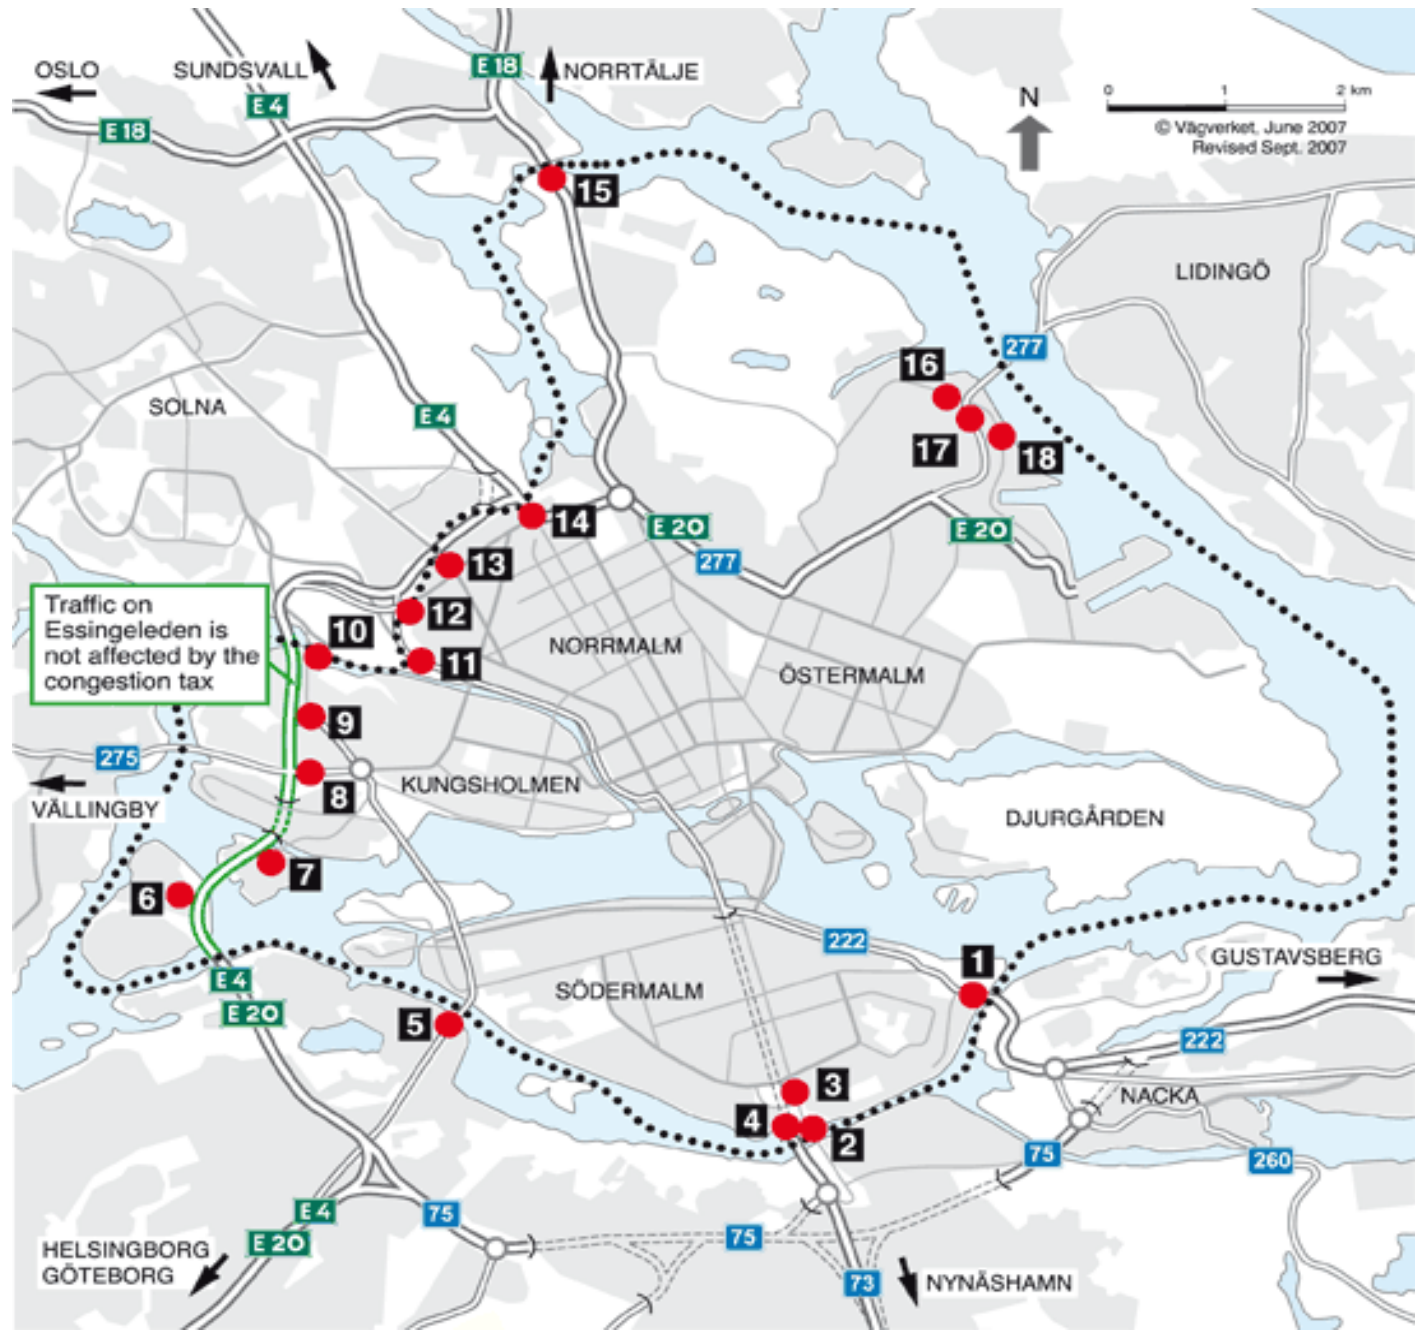 OSLO
SUNDSVALL
E 18
NORRTÄLJE
E 4
E 18
N
0 1 2 km
© Vägverket, June 2007
Revised Sept. 2007
15
LIDINGÖ
277
16
SOLNA
E 4
17
18
14
E 20
E 20
277
13
Traffic on
Essingeleden is
not affected by the
congestion tax
12
10
11
NORRMALM
ÖSTERMALM
9
275
VÄLLINGBY
8
KUNGSHOLMEN
DJURGÅRDEN
7
6
222
1
GUSTAVSBERG
E 4
SÖDERMALM
E 20
5
222
3
NACKA
4
2
75
260
E 4
75
75
E 20
HELSINGBORG
GÖTEBORG
73
NYNÄSHAMN